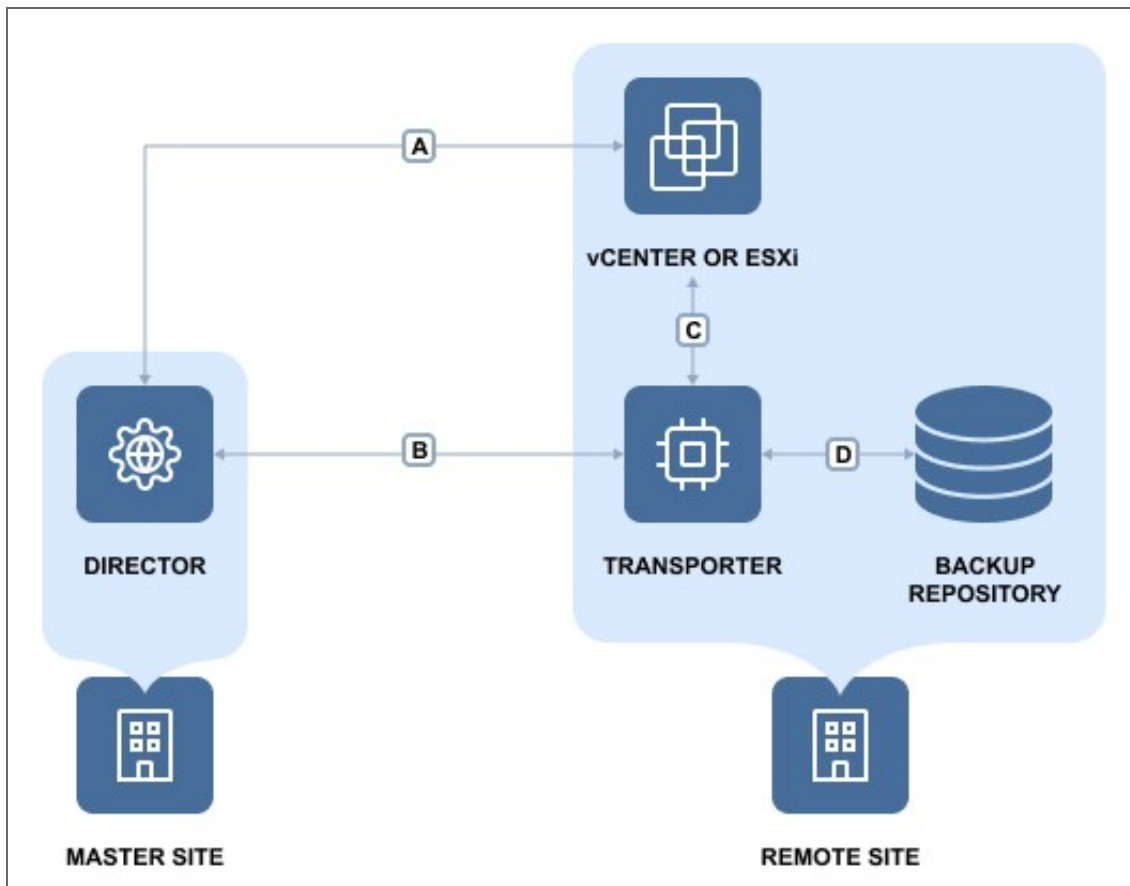 A
vCENTER OR ESXi
C
B
D
DIRECTOR
TRANSPORTER
BACKUP
REPOSITORY
MASTER SITE
REMOTE SITE